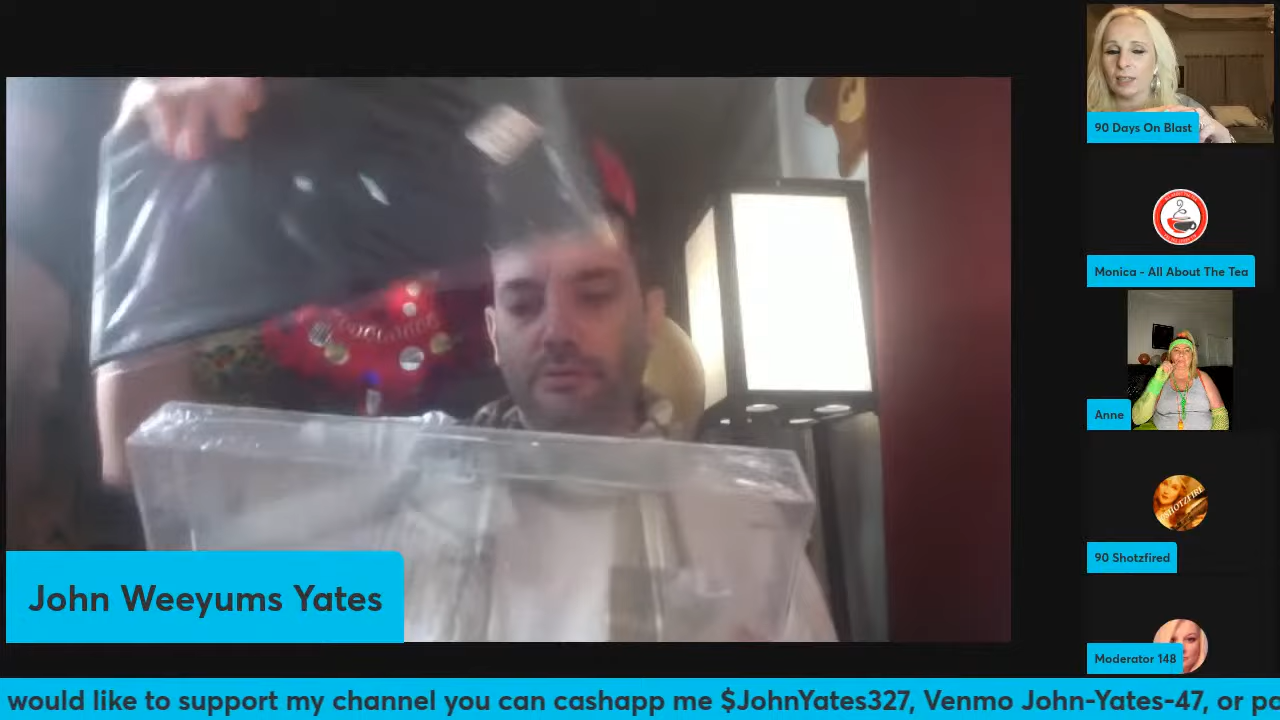 90 Days On Blast
Monica - All About The Tea
Anne
SHOTZFIRE
90 Shotzfired
John Weeyums Yates
Moderator 148
would like to support my channel you can cashapp me $JohnYates327, Venmo John-Yates-47, or pa